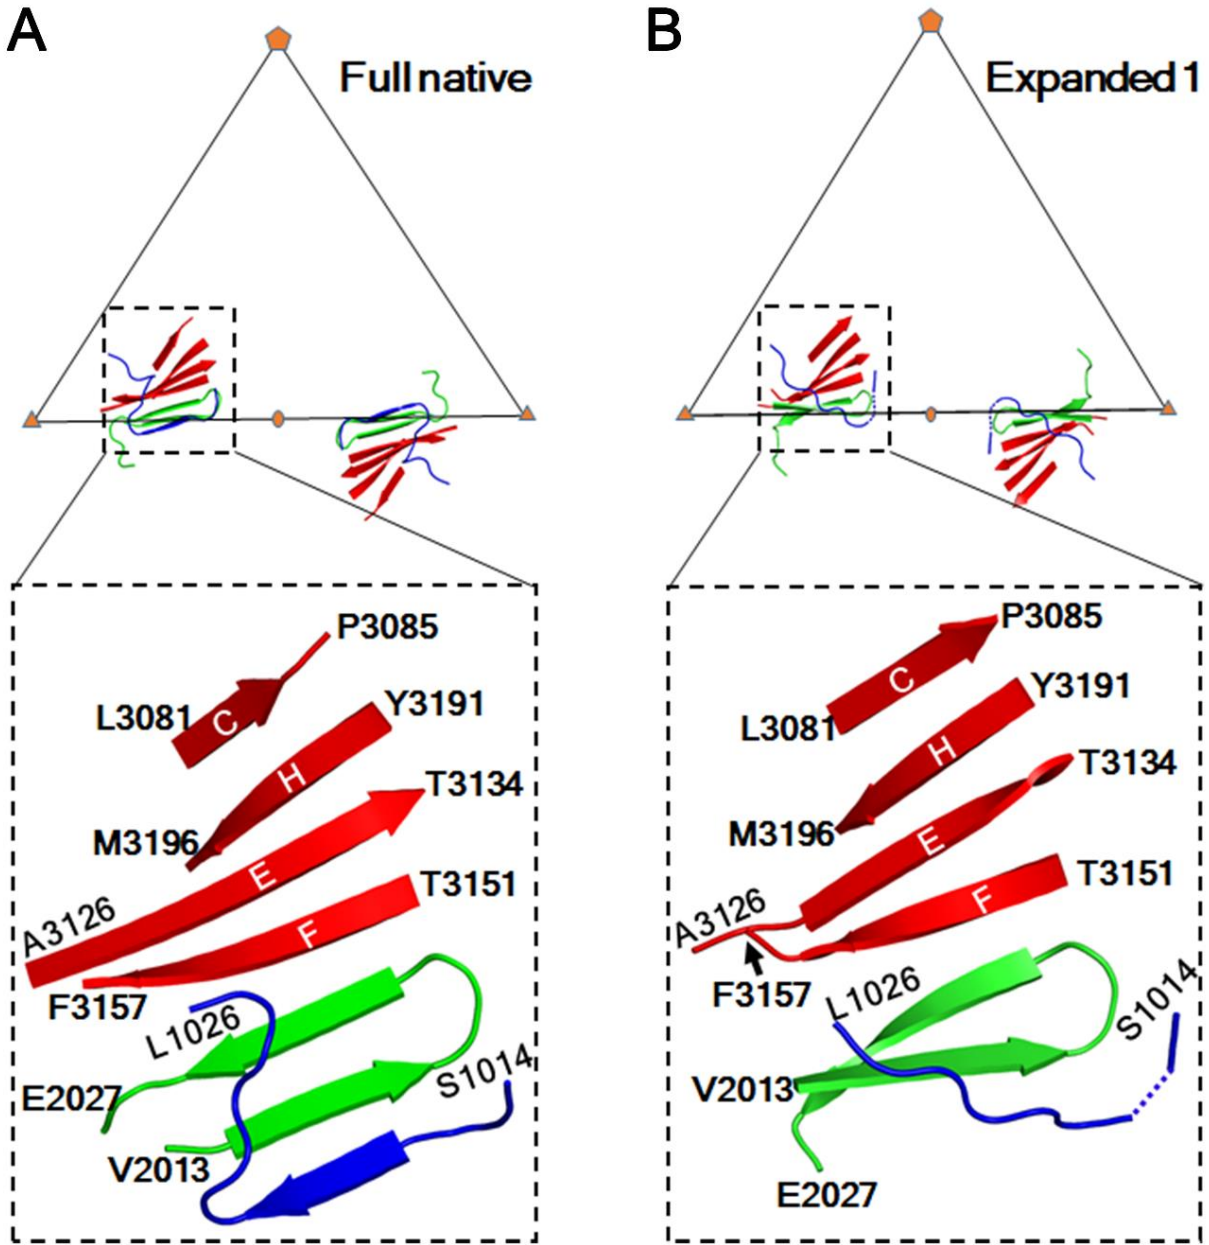 A
Full native
P3085
L3081
C
Y3191
H
T3134
M3196
E
T3151
A3126
F
F3157
L1026
S1014
E2027
V2013
B
Expanded 1
P3085
C
L3081
Y3191
H
T3134
M3196
E
T3151
A3126
F
F3157
L1026
S1014
V2013
E2027